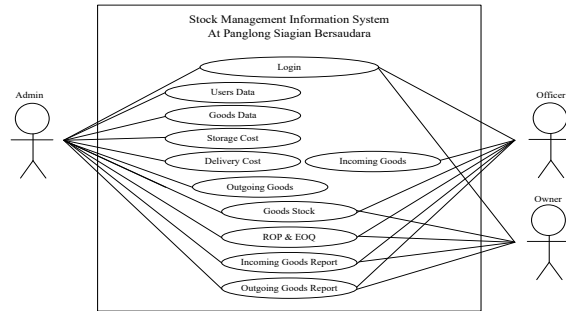 Stock Management Information System
At Panglong Siagian Bersaudara
Login
Admin
Users Data
Officer
Goods Data
Storage Cost
Delivery Cost
Incoming Goods
Outgoing Goods
Owner
Goods Stock
ROP & EOQ
Incoming Goods Report
Outgoing Goods Report